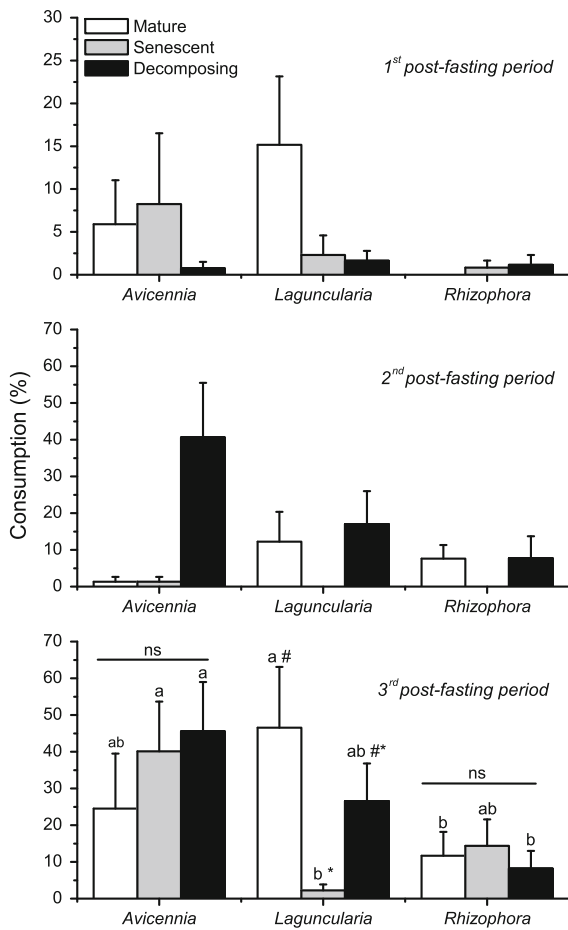 Mature
Senescent
Decomposing
1st post-fasting period
30
25
20
15
10
5
0
Avicennia Laguncularia Rhizophora
Consumption (%)
2nd post-fasting period
70
60
50
40
30
20
10
0
Avicennia Laguncularia Rhizophora
3rd post-fasting period
70
60
50
40
30
20
10
0
ns
ab a a
a #
b *
ab #*
ns
b ab b
Avicennia Laguncularia Rhizophora